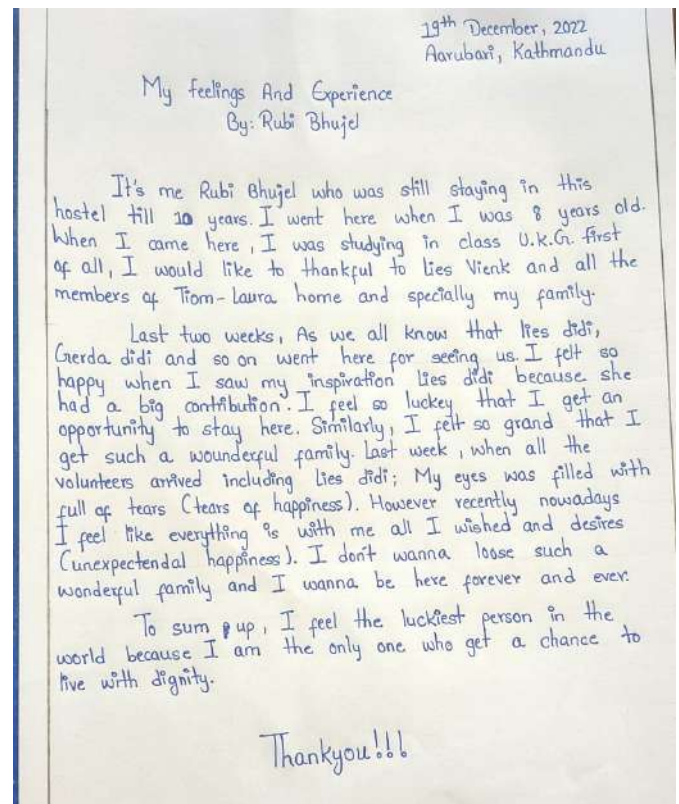 19th December, 2022
Aarubari, Kathmandu
My feelings And Experience
By: Rubi Bhujel
It's me Rubi Bhujel who was still staying in this
hostel till 10 years. I went here when I was 8 years old.
When I came here, I was studying in class U.K.G. first
of all, I would like to thankful to lies Vienk and all the
members of Tiom-Laura home and specially my family.
Last two weeks, As we all know that lies didi,
Gerda didi and so on went here for seeing us. I felt so
happy when I saw my inspiration Lies didi because she
had a big contribution. I feel so luckey that I get an
opportunity to stay here. Similarly, I felt so grand that I
get such a wounderful family. Last week, when all the
volunteers arrived including Lies didi; My eyes was filled with
full of tears (tears of happiness). However recently nowadays
I feel like everything is with me all I wished and desires
(unexpectendal happiness). I don't wanna loose such a
wonderful family and I wanna be here forever and ever.
To sum up, I feel the luckiest person in the
world because I am the only one who get a chance to
live with dignity.
Thankyou!!!